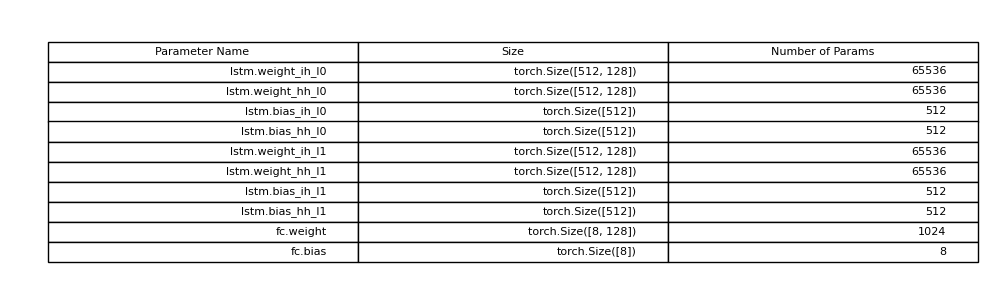 Parameter Name Size Number of Params
lstm.weight_ih_l0 torch.Size([512, 128]) 65536
lstm.weight_hh_l0 torch.Size([512, 128]) 65536
lstm.bias_ih_l0 torch.Size([512]) 512
lstm.bias_hh_l0 torch.Size([512]) 512
lstm.weight_ih_l1 torch.Size([512, 128]) 65536
lstm.weight_hh_l1 torch.Size([512, 128]) 65536
lstm.bias_ih_l1 torch.Size([512]) 512
lstm.bias_hh_l1 torch.Size([512]) 512
fc.weight torch.Size([8, 128]) 1024
fc.bias torch.Size([8]) 8